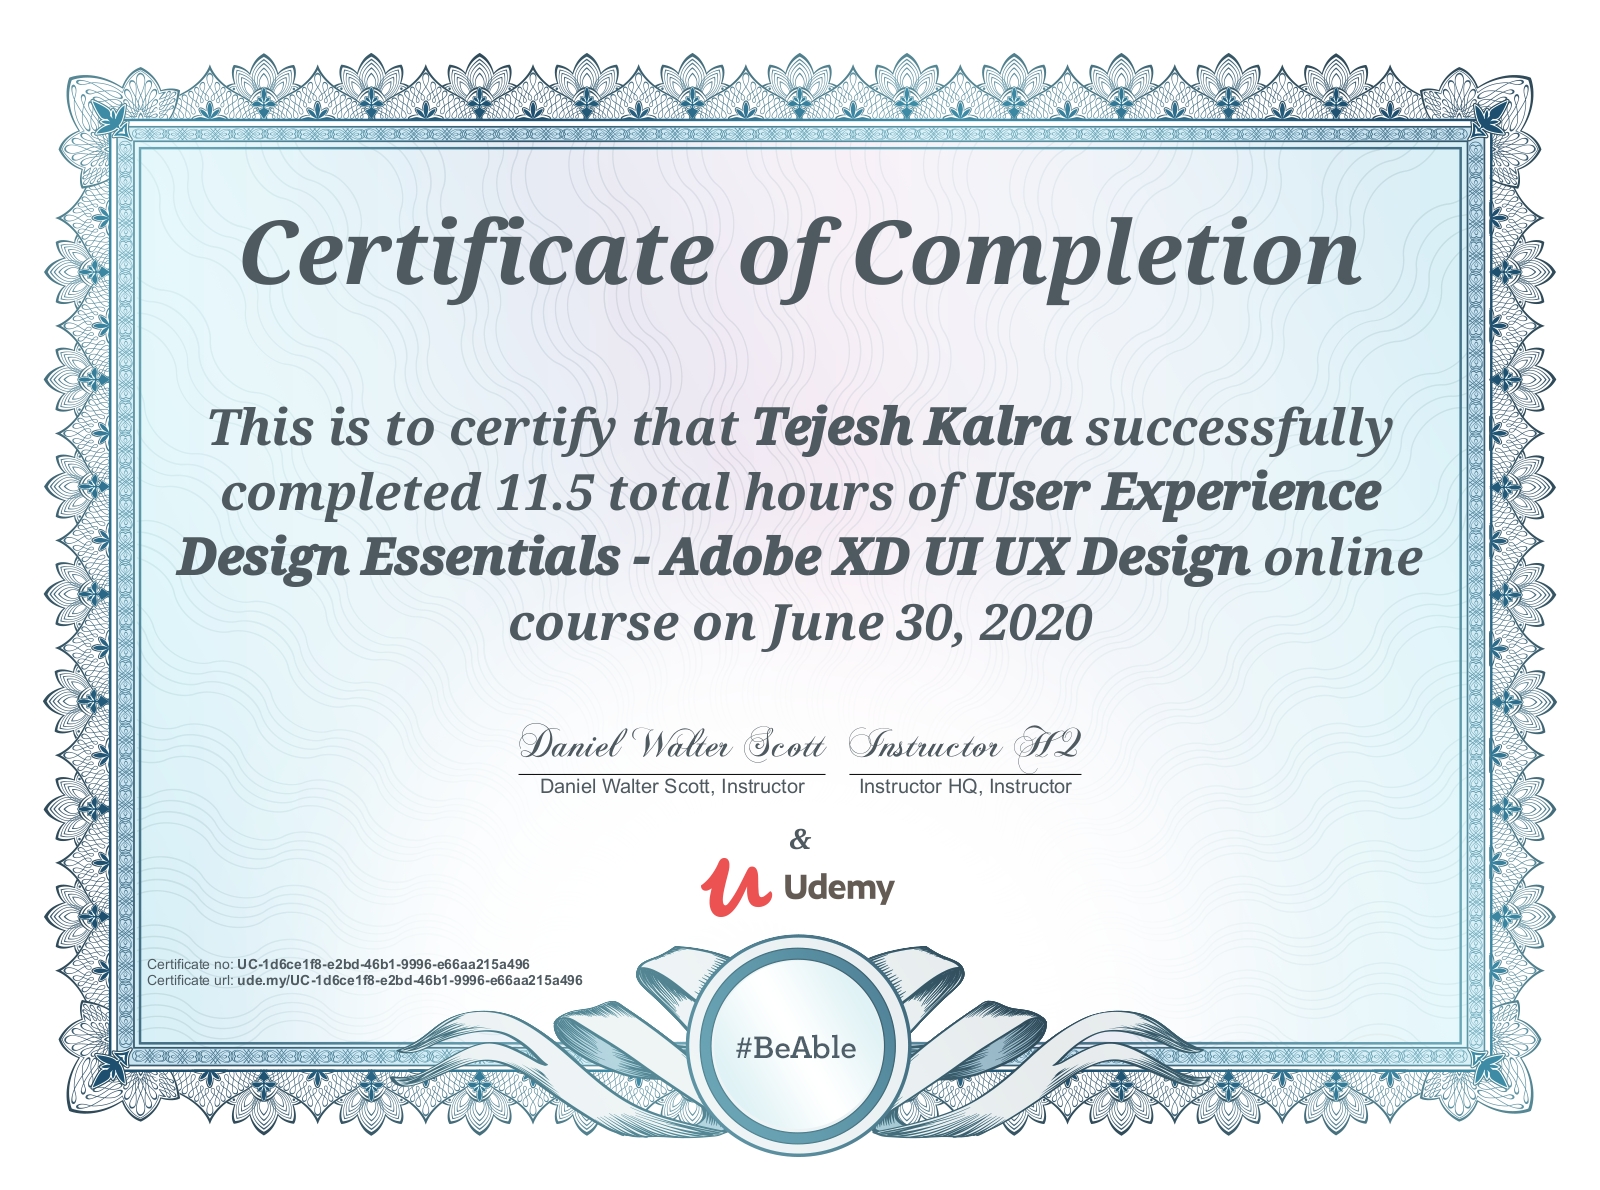 Certificate of Completion
This is to certify that Tejesh Kalra successfully
completed 11.5 total hours of User Experience
Design Essentials - Adobe XD UI UX Design online
course on June 30, 2020
Daniel Walter Scott Instructor HQ
Daniel Walter Scott, Instructor Instructor HQ, Instructor
&
Udemy
Certificate no: UC-1d6ce1f8-e2bd-46b1-9996-e66aa215a496
Certificate url: ude.my/UC-1d6ce1f8-e2bd-46b1-9996-e66aa215a496
#BeAble